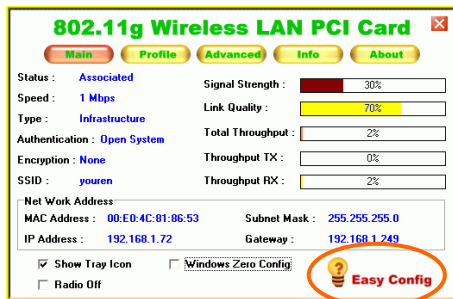 802.11g Wireless LAN PCI Card
Main Profile Advanced Info About
Status : Associated
Speed : 1 Mbps
Type : Infrastructure
Authentication : Open System
Encryption : None
SSID : youren
Signal Strength : 30%
Link Quality : 70%
Total Throughput : 2%
Throughput TX : 0%
Throughput RX : 2%
Net Work Address
MAC Address : 00:E0:4C:81:86:53 Subnet Mask : 255.255.255.0
IP Address : 192.168.1.72 Gateway : 192.168.1.249
Show Tray Icon Windows Zero Config
Radio Off
Easy Config